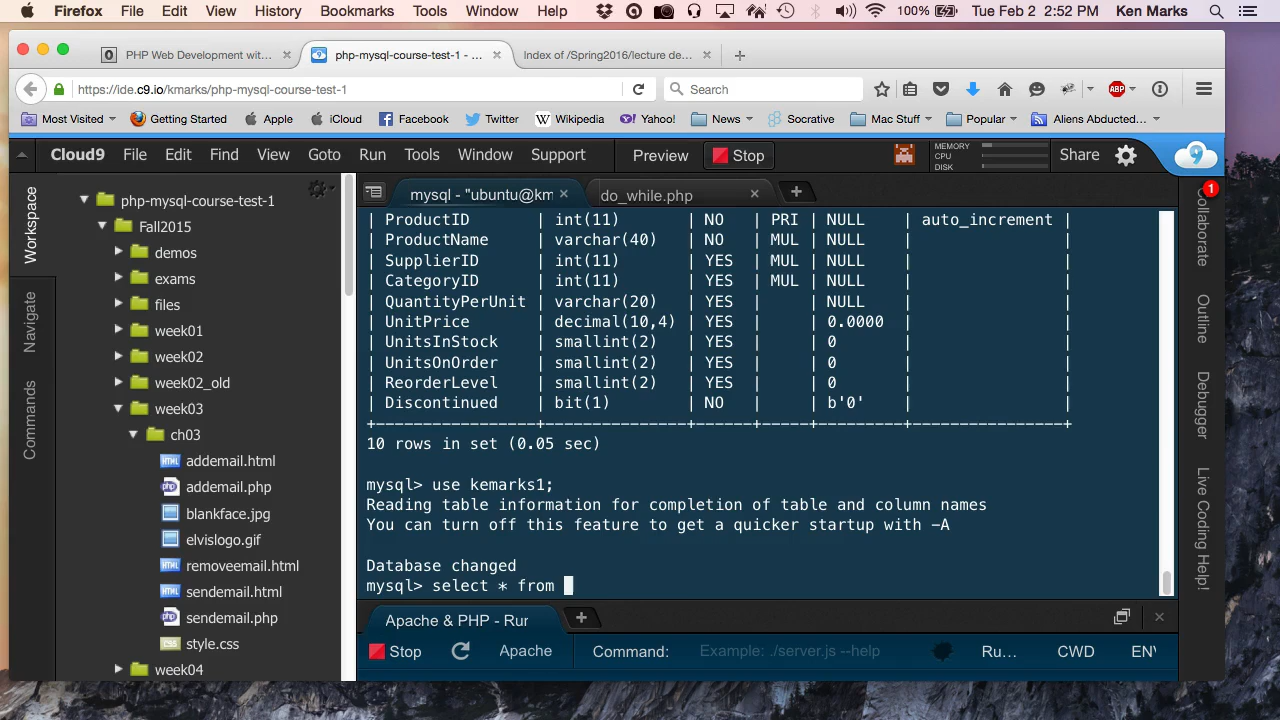 Firefox File Edit View History Bookmarks Tools Window Help 100% Tue Feb 2 2:52 PM Ken Marks
PHP Web Development wit... php-mysql-course-test-1 - ... Index of /Spring2016/lecture de...
https://ide.c9.io/kmarks/php-mysql-course-test-1 Search ABP
Most Visited Getting Started Apple iCloud Facebook Twitter Wikipedia Yahoo! News Socrative Mac Stuff Popular Aliens Abducted...
Cloud9 File Edit Find View Goto Run Tools Window Support Preview Stop MEMORY CPU DISK Share 9
Workspace
Navigate
Commands
php-mysql-course-test-1
Fall2015
demos
exams
files
week01
week02
week02_old
week03
ch03
HTML addemail.html
php addemail.php
blankface.jpg
elvislogo.gif
HTML removeemail.html
HTML sendemail.html
php sendemail.php
CSS style.css
week04
mysql - "ubuntu@km do_while.php
| ProductID | int(11) | NO | PRI | NULL | auto_increment |
| ProductName | varchar(40) | NO | MUL | NULL | |
| SupplierID | int(11) | YES | MUL | NULL | |
| CategoryID | int(11) | YES | MUL | NULL | |
| QuantityPerUnit | varchar(20) | YES | | NULL | |
| UnitPrice | decimal(10,4) | YES | | 0.0000 | |
| UnitsInStock | smallint(2) | YES | | 0 | |
| UnitsOnOrder | smallint(2) | YES | | 0 | |
| ReorderLevel | smallint(2) | YES | | 0 | |
| Discontinued | bit(1) | NO | | b'0' | |
+-----------------+---------------+------+-----+---------+----------------+
10 rows in set (0.05 sec)
mysql> use kemarks1;
Reading table information for completion of table and column names
You can turn off this feature to get a quicker startup with -A
Database changed
mysql> select * from
Apache & PHP - Rur
Stop Apache Command: Example: ./server.js --help Ru... CWD EN
1
Collaborate
Outline
Debugger
Live Coding Help!